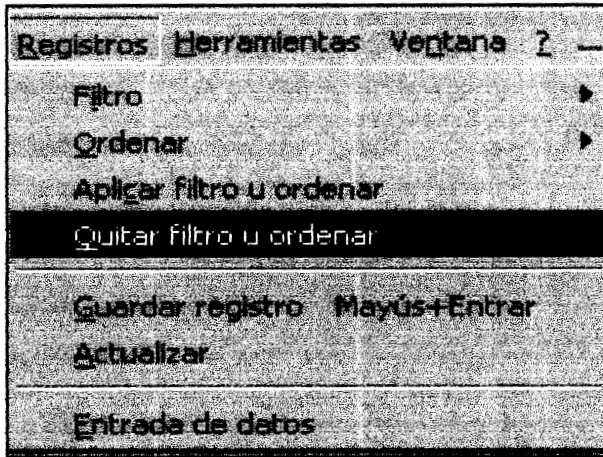 Registros Herramientas Ventana ?
Filtro
Ordenar
Aplicar filtro u ordenar
Quitar filtro u ordenar
Guardar registro Mayús+Entrar
Actualizar
Entrada de datos